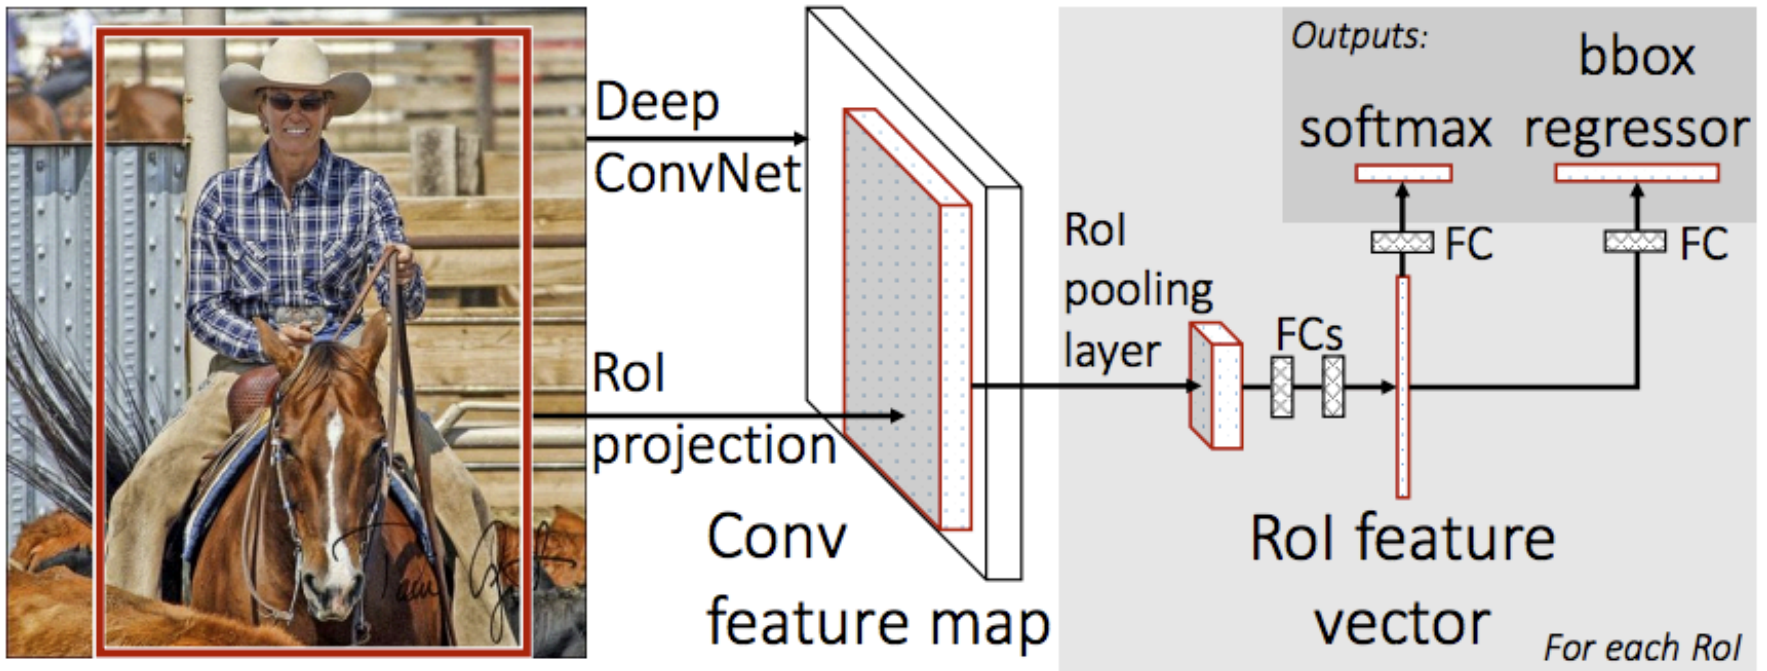 Deep
ConvNet
RoI
projection
Conv
feature map
RoI
pooling
layer
FCs
Outputs:
softmax
bbox
regressor
FC
FC
RoI feature
vector
For each RoI